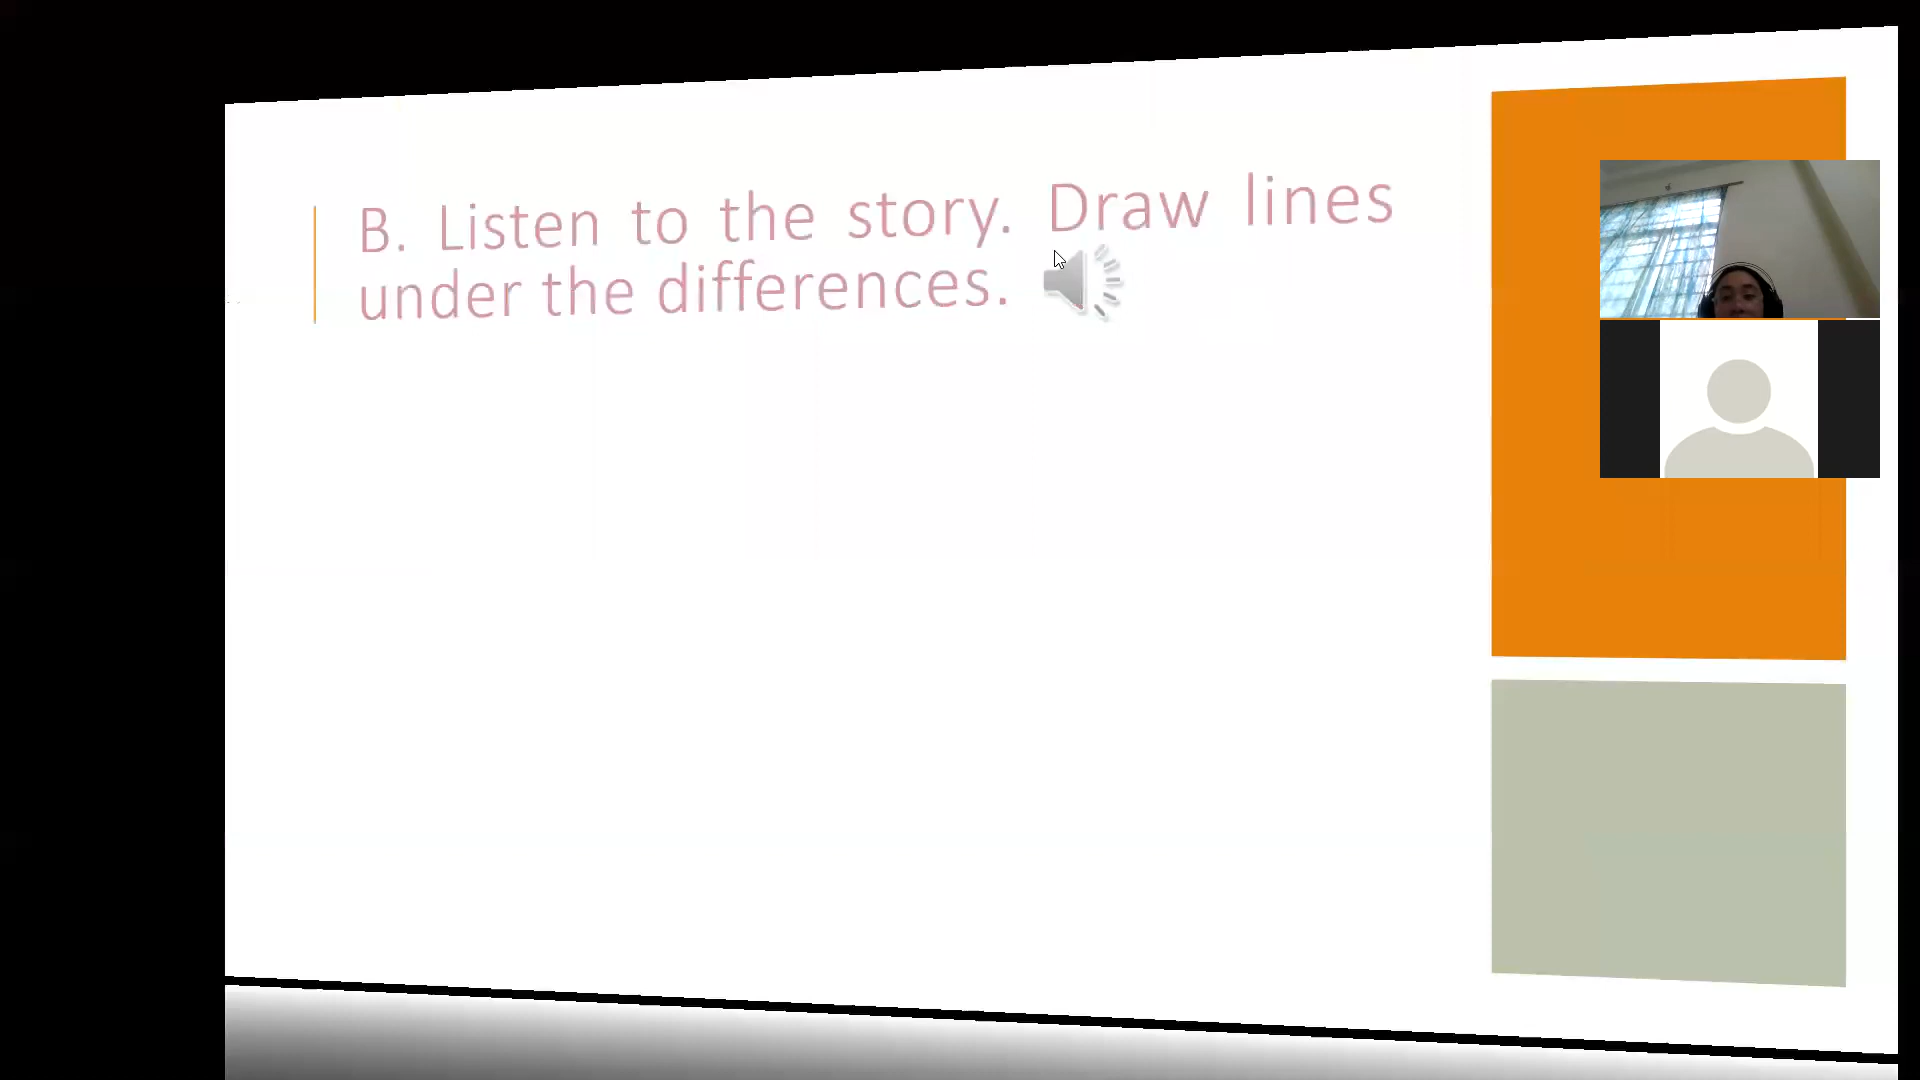 B. Listen to the story. Draw lines
under the differences.